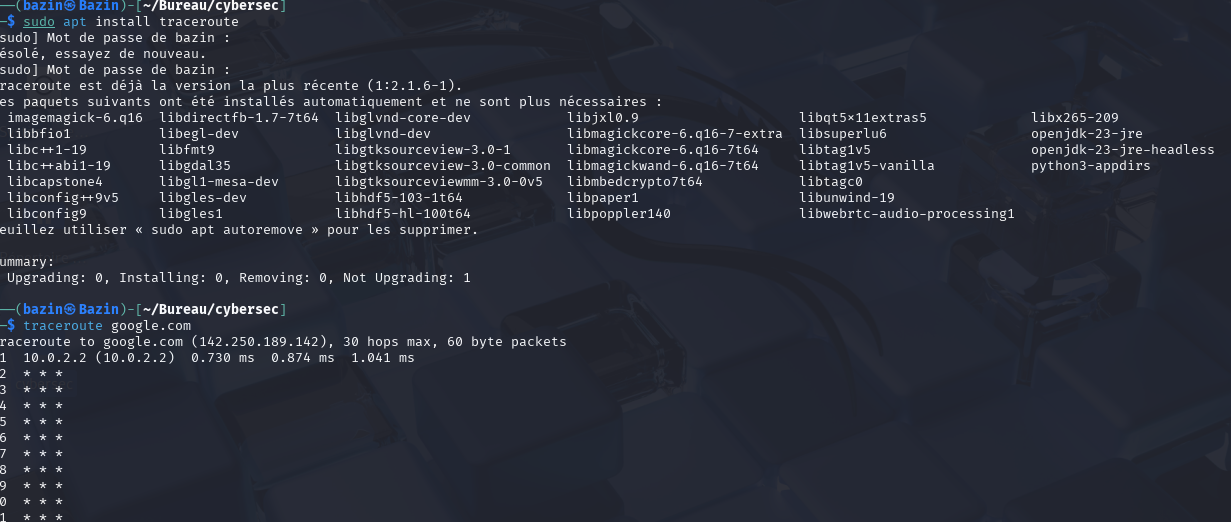 ──(bazin㉿Bazin)-[~/Bureau/cybersec]
─$ sudo apt install traceroute
sudo] Mot de passe de bazin :
ésolé, essayez de nouveau.
sudo] Mot de passe de bazin :
raceroute est déjà la version la plus récente (1:2.1.6-1).
es paquets suivants ont été installés automatiquement et ne sont plus nécessaires :
imagemagick-6.q16 libdirectfb-1.7-7t64 libglvnd-core-dev libjxl0.9 libqt5×11extras5 libx265-209
libbfio1 libegl-dev libglvnd-dev libmagickcore-6.q16-7-extra libsuperlu6 openjdk-23-jre
libc++1-19 libfmt9 libgtksourceview-3.0-1 libmagickcore-6.q16-7t64 libtag1v5 openjdk-23-jre-headless
libc++abi1-19 libgdal35 libgtksourceview-3.0-common libmagickwand-6.q16-7t64 libtag1v5-vanilla python3-appdirs
libcapstone4 libgl1-mesa-dev libgtksourceviewmm-3.0-0v5 libmbedcrypto7t64 libtagc0
libconfig++9v5 libgles-dev libhdf5-103-1t64 libpaper1 libunwind-19
libconfig9 libgles1 libhdf5-hl-100t64 libpoppler140 libwebrtc-audio-processing1
euillez utiliser « sudo apt autoremove » pour les supprimer.
ummary:
Upgrading: 0, Installing: 0, Removing: 0, Not Upgrading: 1
──(bazin㉿Bazin)-[~/Bureau/cybersec]
─$ traceroute google.com
raceroute to google.com (142.250.189.142), 30 hops max, 60 byte packets
1 10.0.2.2 (10.0.2.2) 0.730 ms 0.874 ms 1.041 ms
2 * * *
3 * * *
4 * * *
5 * * *
6 * * *
7 * * *
8 * * *
9 * * *
0 * * *
1 * * *